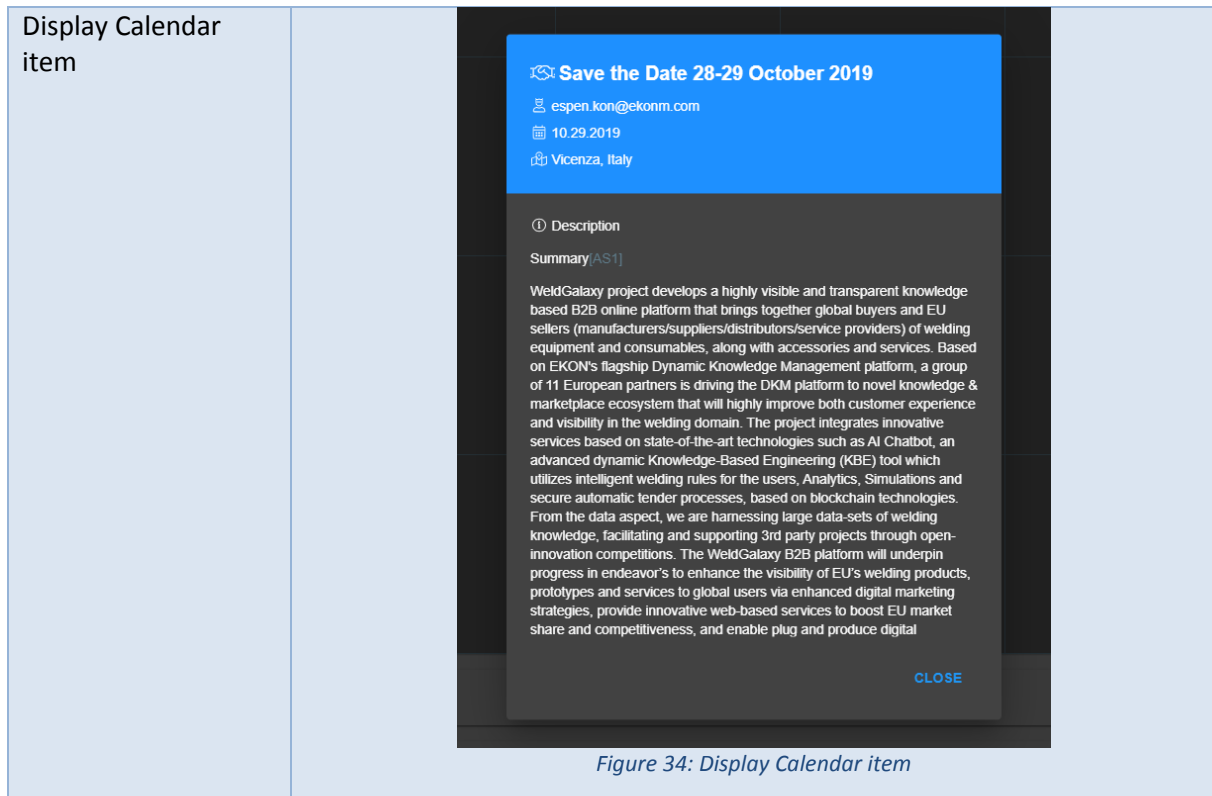 Display Calendar
item
Save the Date 28-29 October 2019
espen.kon@ekonm.com
10.29.2019
Vicenza, Italy
Description
Summary[AS1]
WeldGalaxy project develops a highly visible and transparent knowledge
based B2B online platform that brings together global buyers and EU
sellers (manufacturers/suppliers/distributors/service providers) of welding
equipment and consumables, along with accessories and services. Based
on EKON's flagship Dynamic Knowledge Management platform, a group
of 11 European partners is driving the DKM platform to novel knowledge &
marketplace ecosystem that will highly improve both customer experience
and visibility in the welding domain. The project integrates innovative
services based on state-of-the-art technologies such as AI Chatbot, an
advanced dynamic Knowledge-Based Engineering (KBE) tool which
utilizes intelligent welding rules for the users, Analytics, Simulations and
secure automatic tender processes, based on blockchain technologies.
From the data aspect, we are harnessing large data-sets of welding
knowledge, facilitating and supporting 3rd party projects through open-
innovation competitions. The WeldGalaxy B2B platform will underpin
progress in endeavor’s to enhance the visibility of EU’s welding products,
prototypes and services to global users via enhanced digital marketing
strategies, provide innovative web-based services to boost EU market
share and competitiveness, and enable plug and produce digital
CLOSE
Figure 34: Display Calendar item